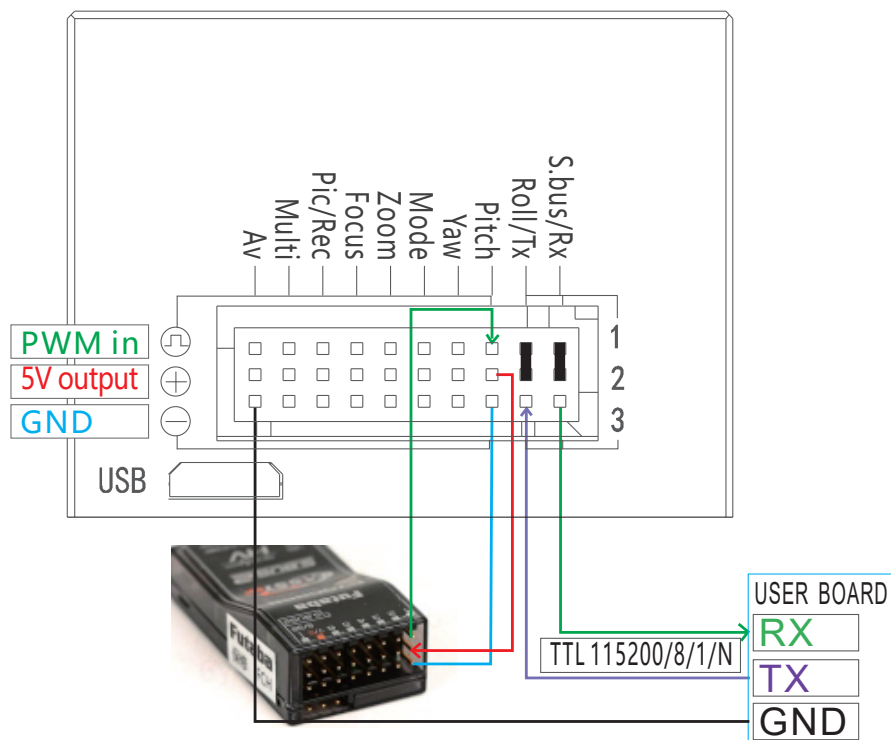 Av
Multi
Pic/Rec
Focus
Zoom
Mode
Yaw
Pitch
Roll/Tx
S.bus/Rx
PWM in
5V output
GND
1
2
3
USB
Futaba
Futaba
USER BOARD
RX
TTL 115200/8/1/N
TX
GND